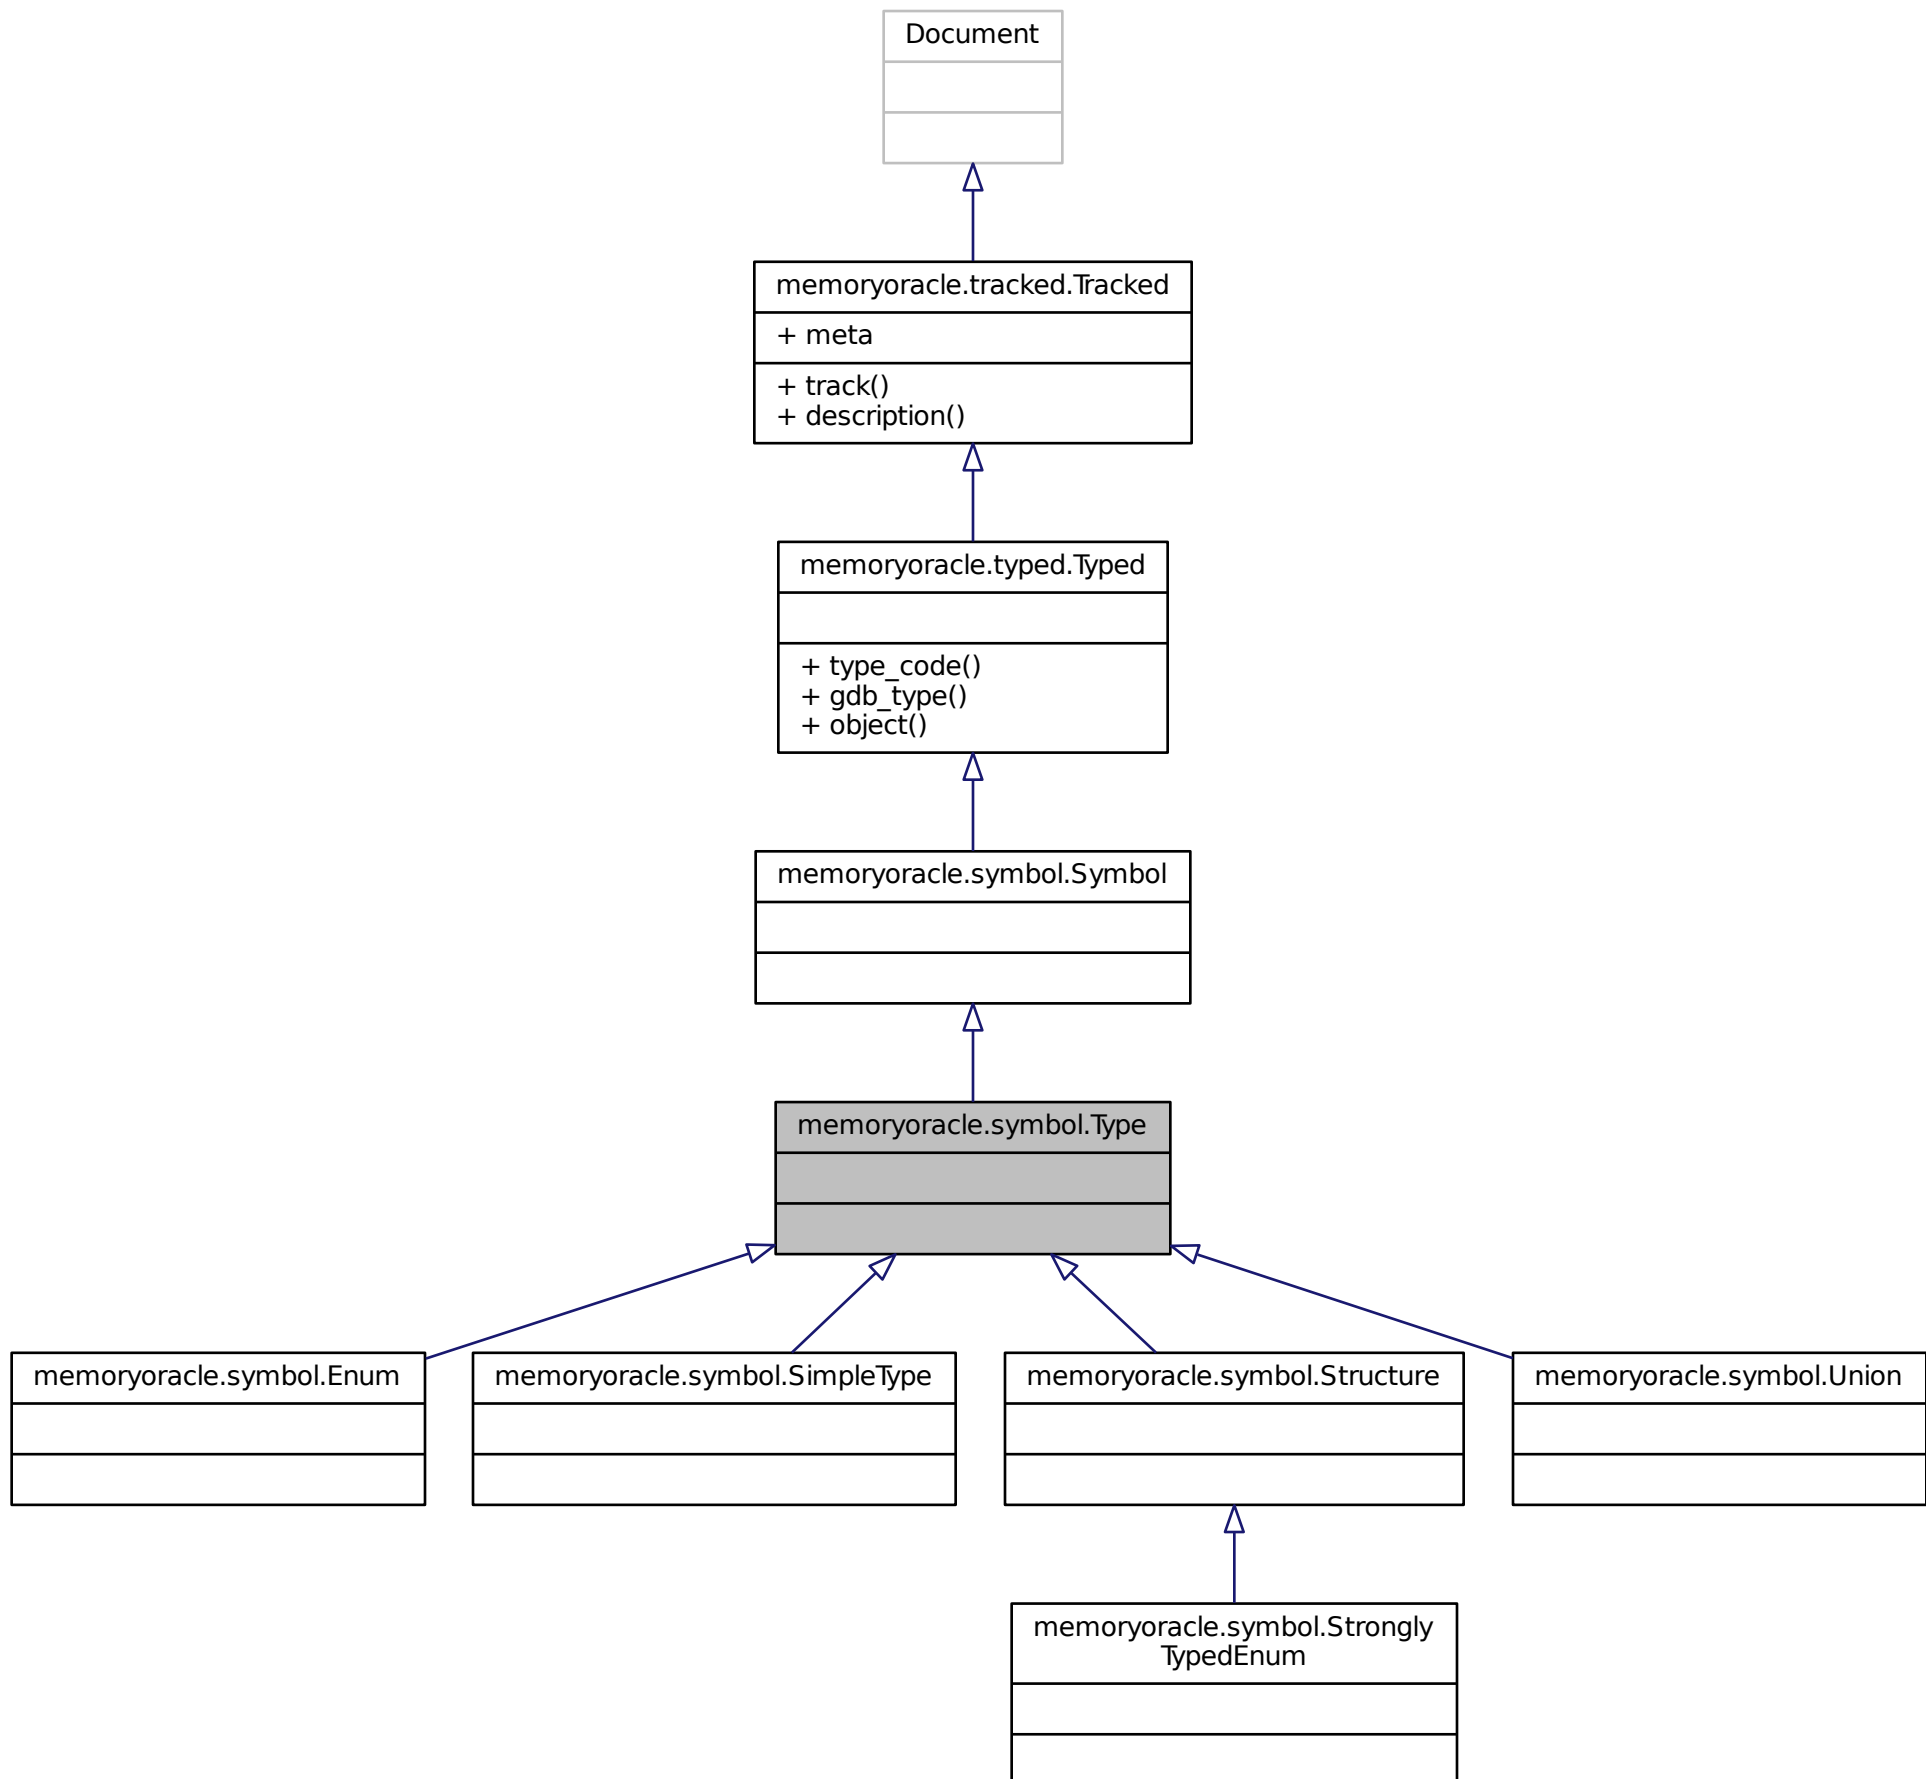 Document
memoryoracle.tracked.Tracked
+ meta
+ track()
+ description()
memoryoracle.typed.Typed
+ type_code()
+ gdb_type()
+ object()
memoryoracle.symbol.Symbol
memoryoracle.symbol.Type
memoryoracle.symbol.Enum
memoryoracle.symbol.SimpleType
memoryoracle.symbol.Structure
memoryoracle.symbol.Union
memoryoracle.symbol.Strongly
TypedEnum